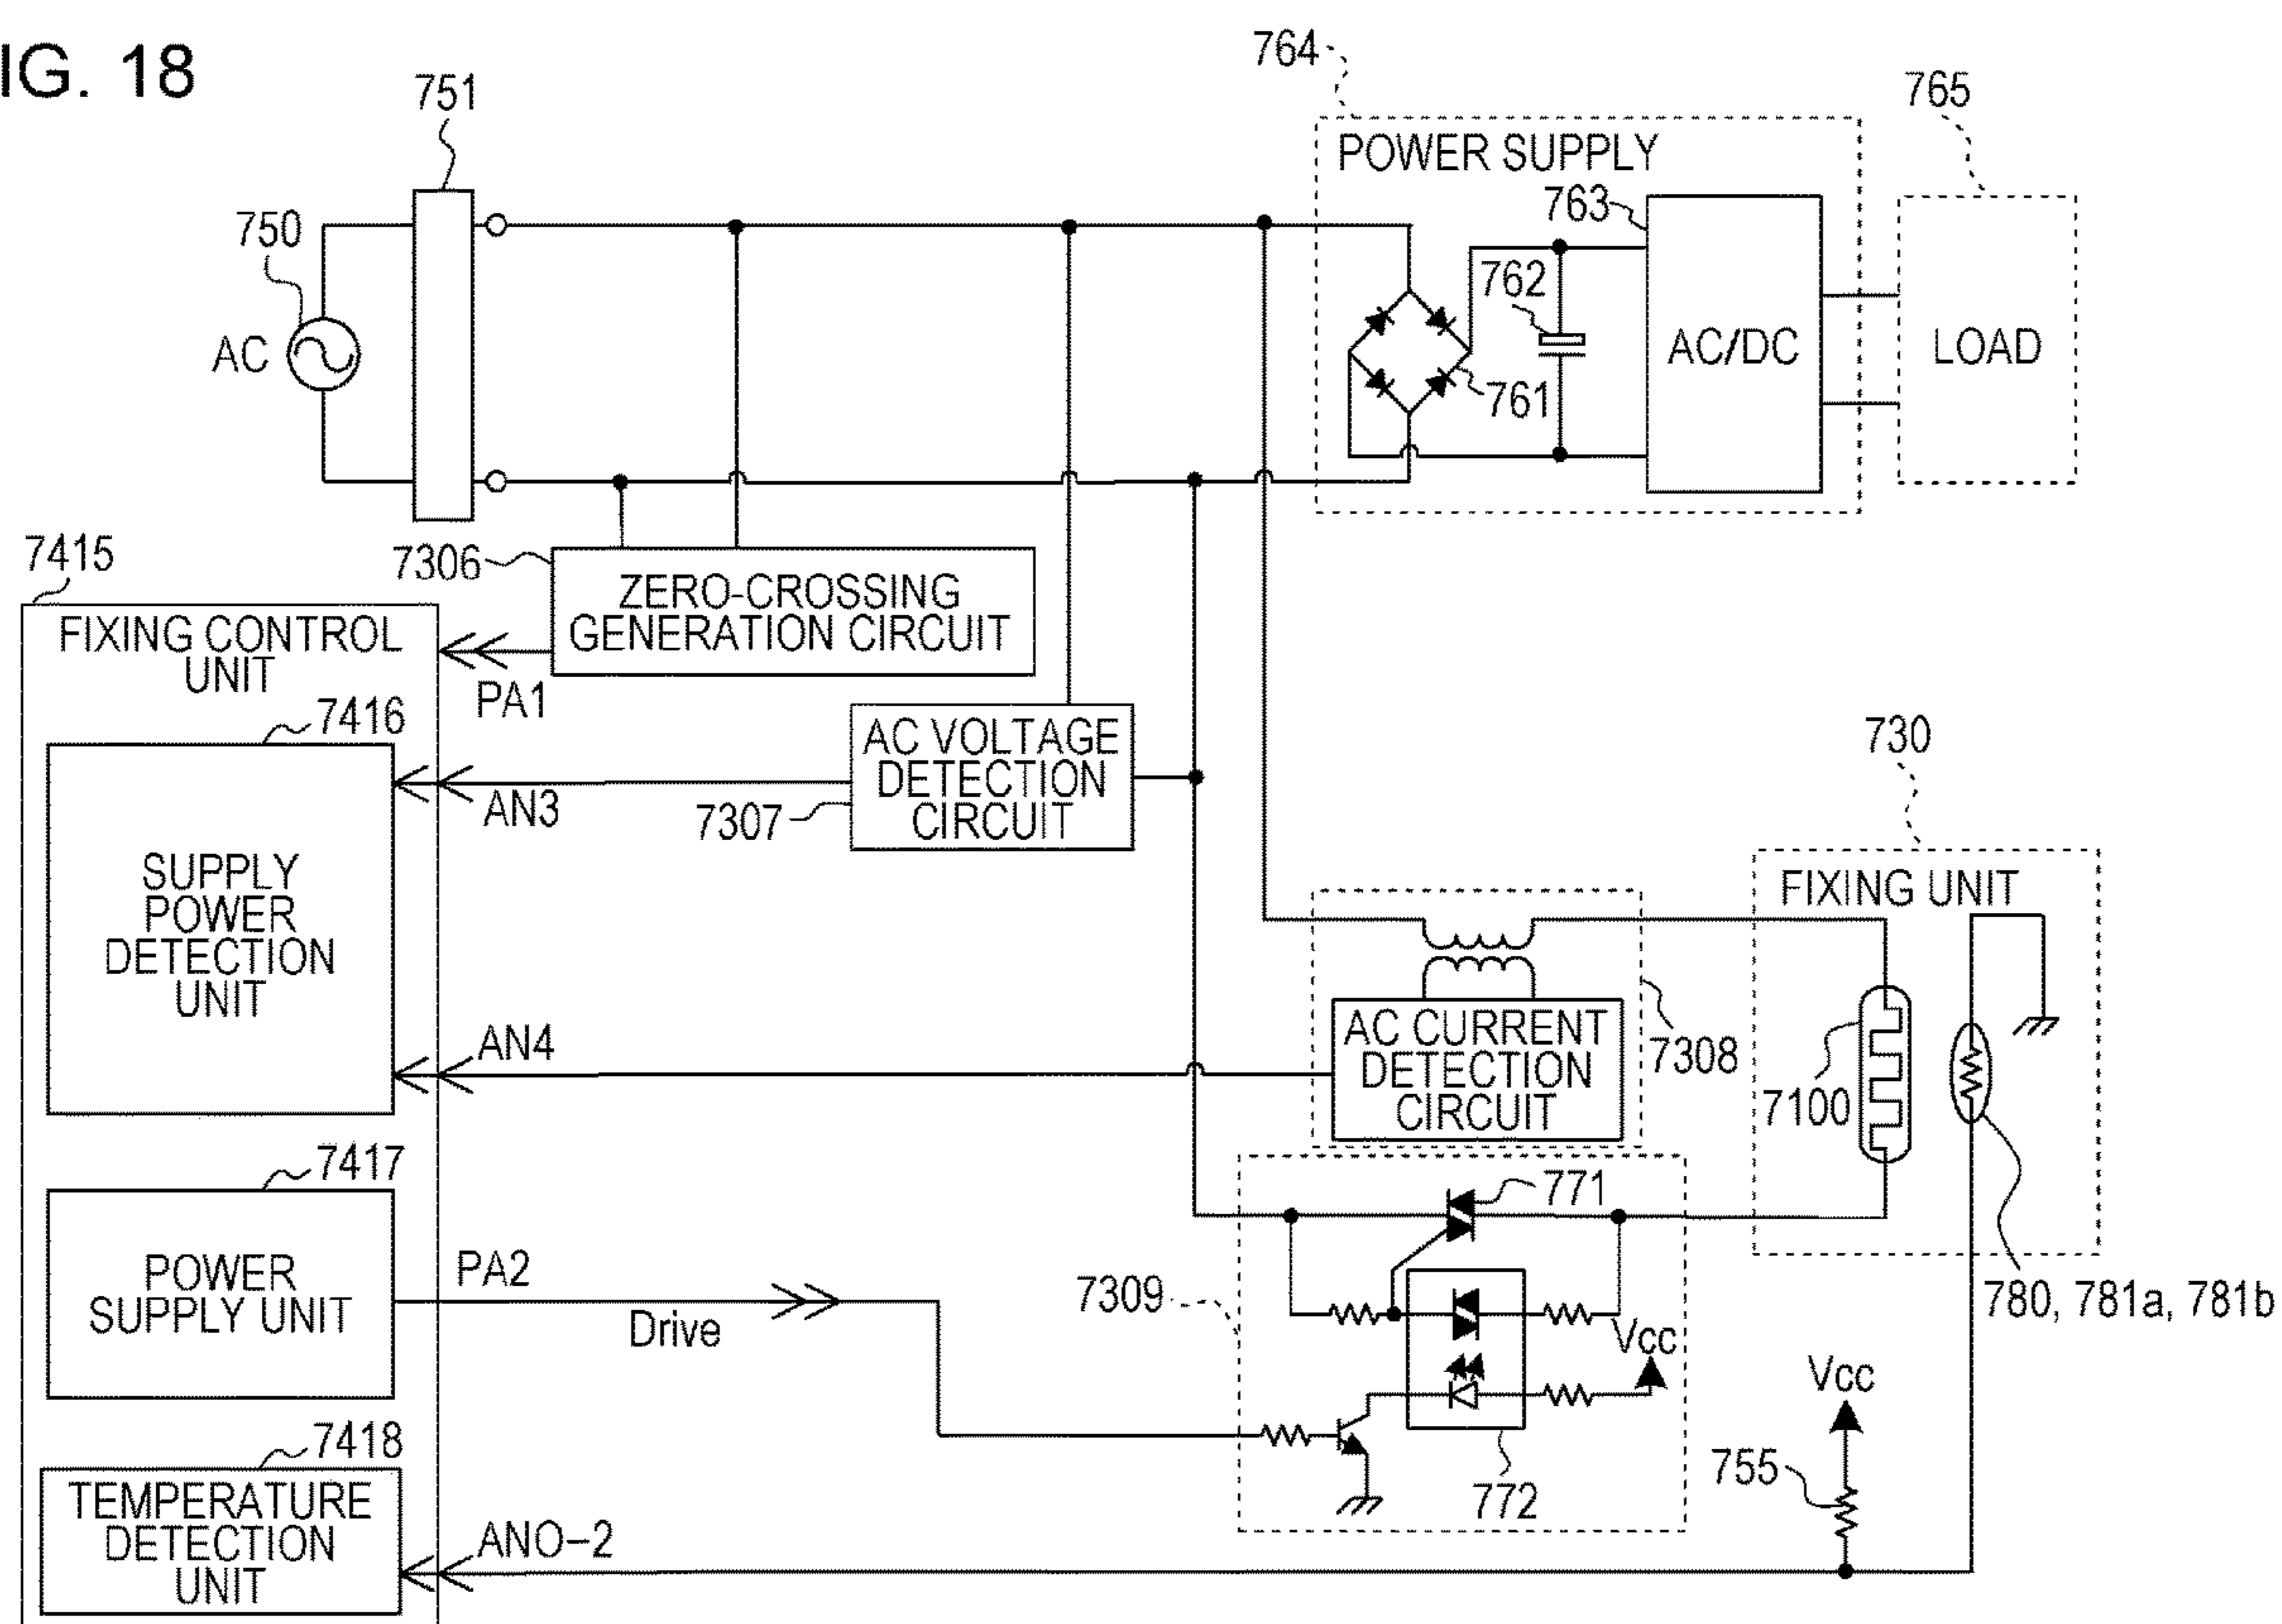 IG. 18
764
765
751
POWER SUPPLY
763
750
762
AC
AC/DC
LOAD
761
7415
7306
ZERO-CROSSING
GENERATION CIRCUIT
FIXING CONTROL
UNIT
PA1
7416
AC VOLTAGE
DETECTION
CIRCUIT
730
AN3
7307
SUPPLY
POWER
DETECTION
UNIT
FIXING UNIT
AN4
AC CURRENT
DETECTION
CIRCUIT
7308
7100
7417
771
PA2
POWER
SUPPLY UNIT
7309
780, 781a, 781b
Drive
Vcc
Vcc
7418
755
772
TEMPERATURE
DETECTION
UNIT
ANO-2